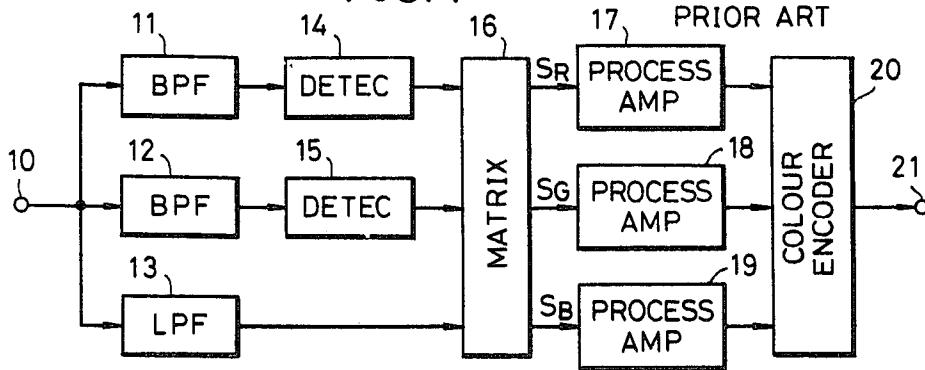 PRIOR ART
11
14
16
17
BPF
DETEC
SR
PROCESS
AMP
20
10
12
15
18
21
BPF
DETEC
MATRIX
SG
PROCESS
AMP
COLOUR
ENCODER
13
19
LPF
SB
PROCESS
AMP